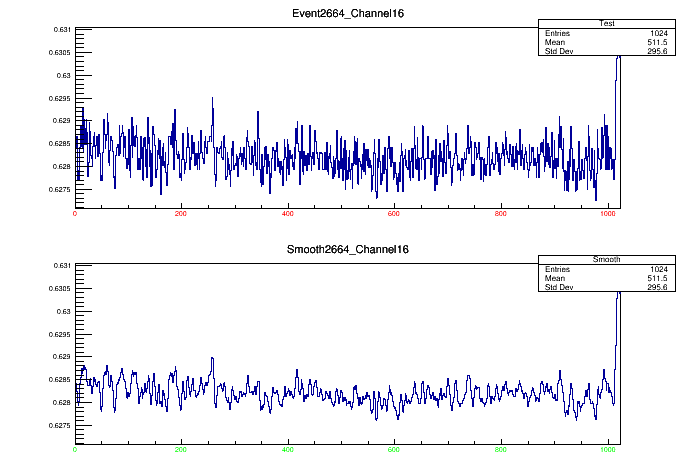 Event2664_Channel16
Test
Entries 1024
Mean 511.5
Std Dev 295.6
0.631
0.6305
0.63
0.6295
0.629
0.6285
0.628
0.6275
0 200 400 600 800 1000
Smooth2664_Channel16
Smooth
Entries 1024
Mean 511.5
Std Dev 295.6
0.631
0.6305
0.63
0.6295
0.629
0.6285
0.628
0.6275
0 200 400 600 800 1000